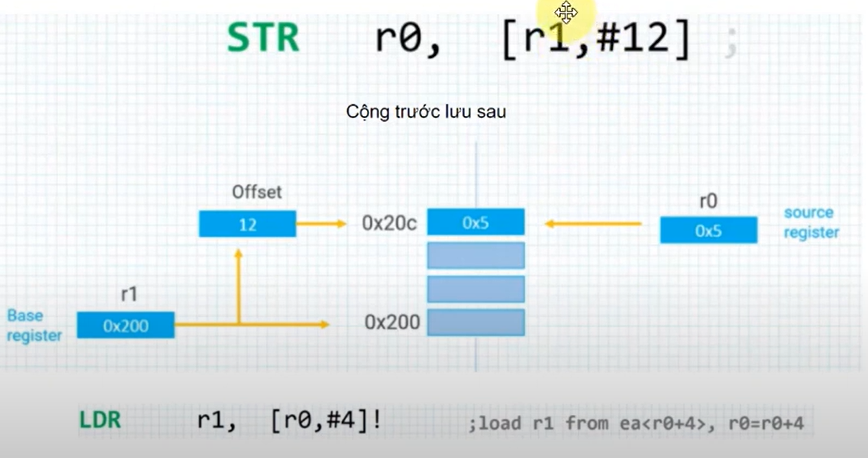 STR r0, [r1,#12] ;
Cộng trước lưu sau
Offset
12
0x20c
0x5
r0
0x5
source
register
r1
Base
register
0x200
0x200
LDR r1, [r0,#4]! ;load r1 from ea<r0+4>, r0=r0+4